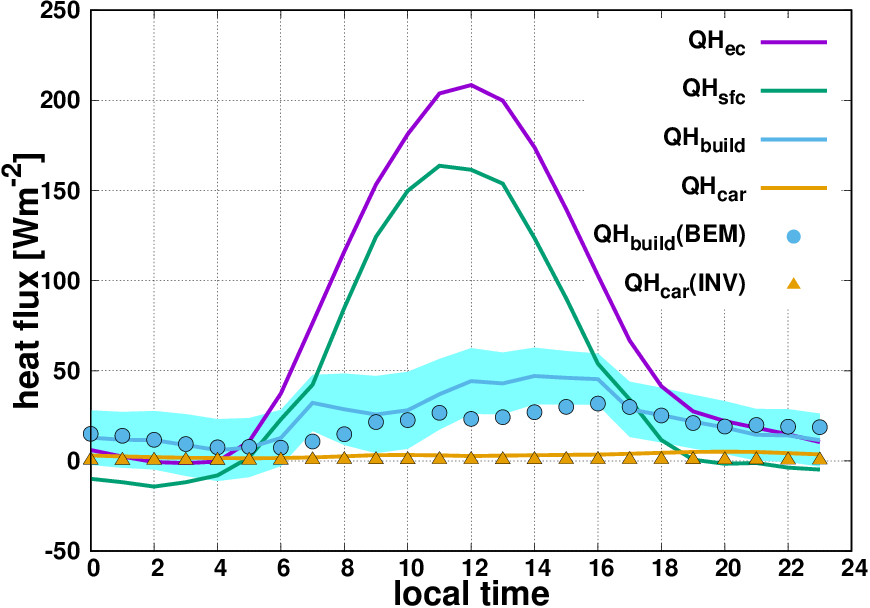 250
200
150
100
50
0
-50
heat flux [Wm-2]
QHec
QHsfc
QHbuild
QHcar
QHbuild(BEM)
QHcar(INV)
0 2 4 6 8 10 12 14 16 18 20 22 24
local time